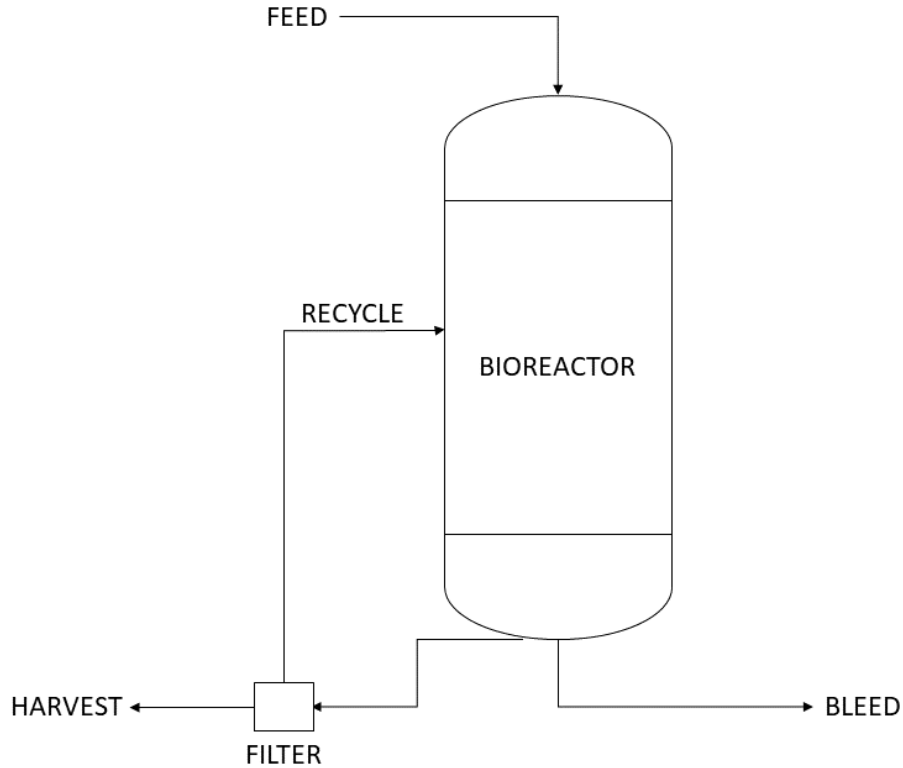 FEED
RECYCLE
BIOREACTOR
HARVEST
BLEED
FILTER